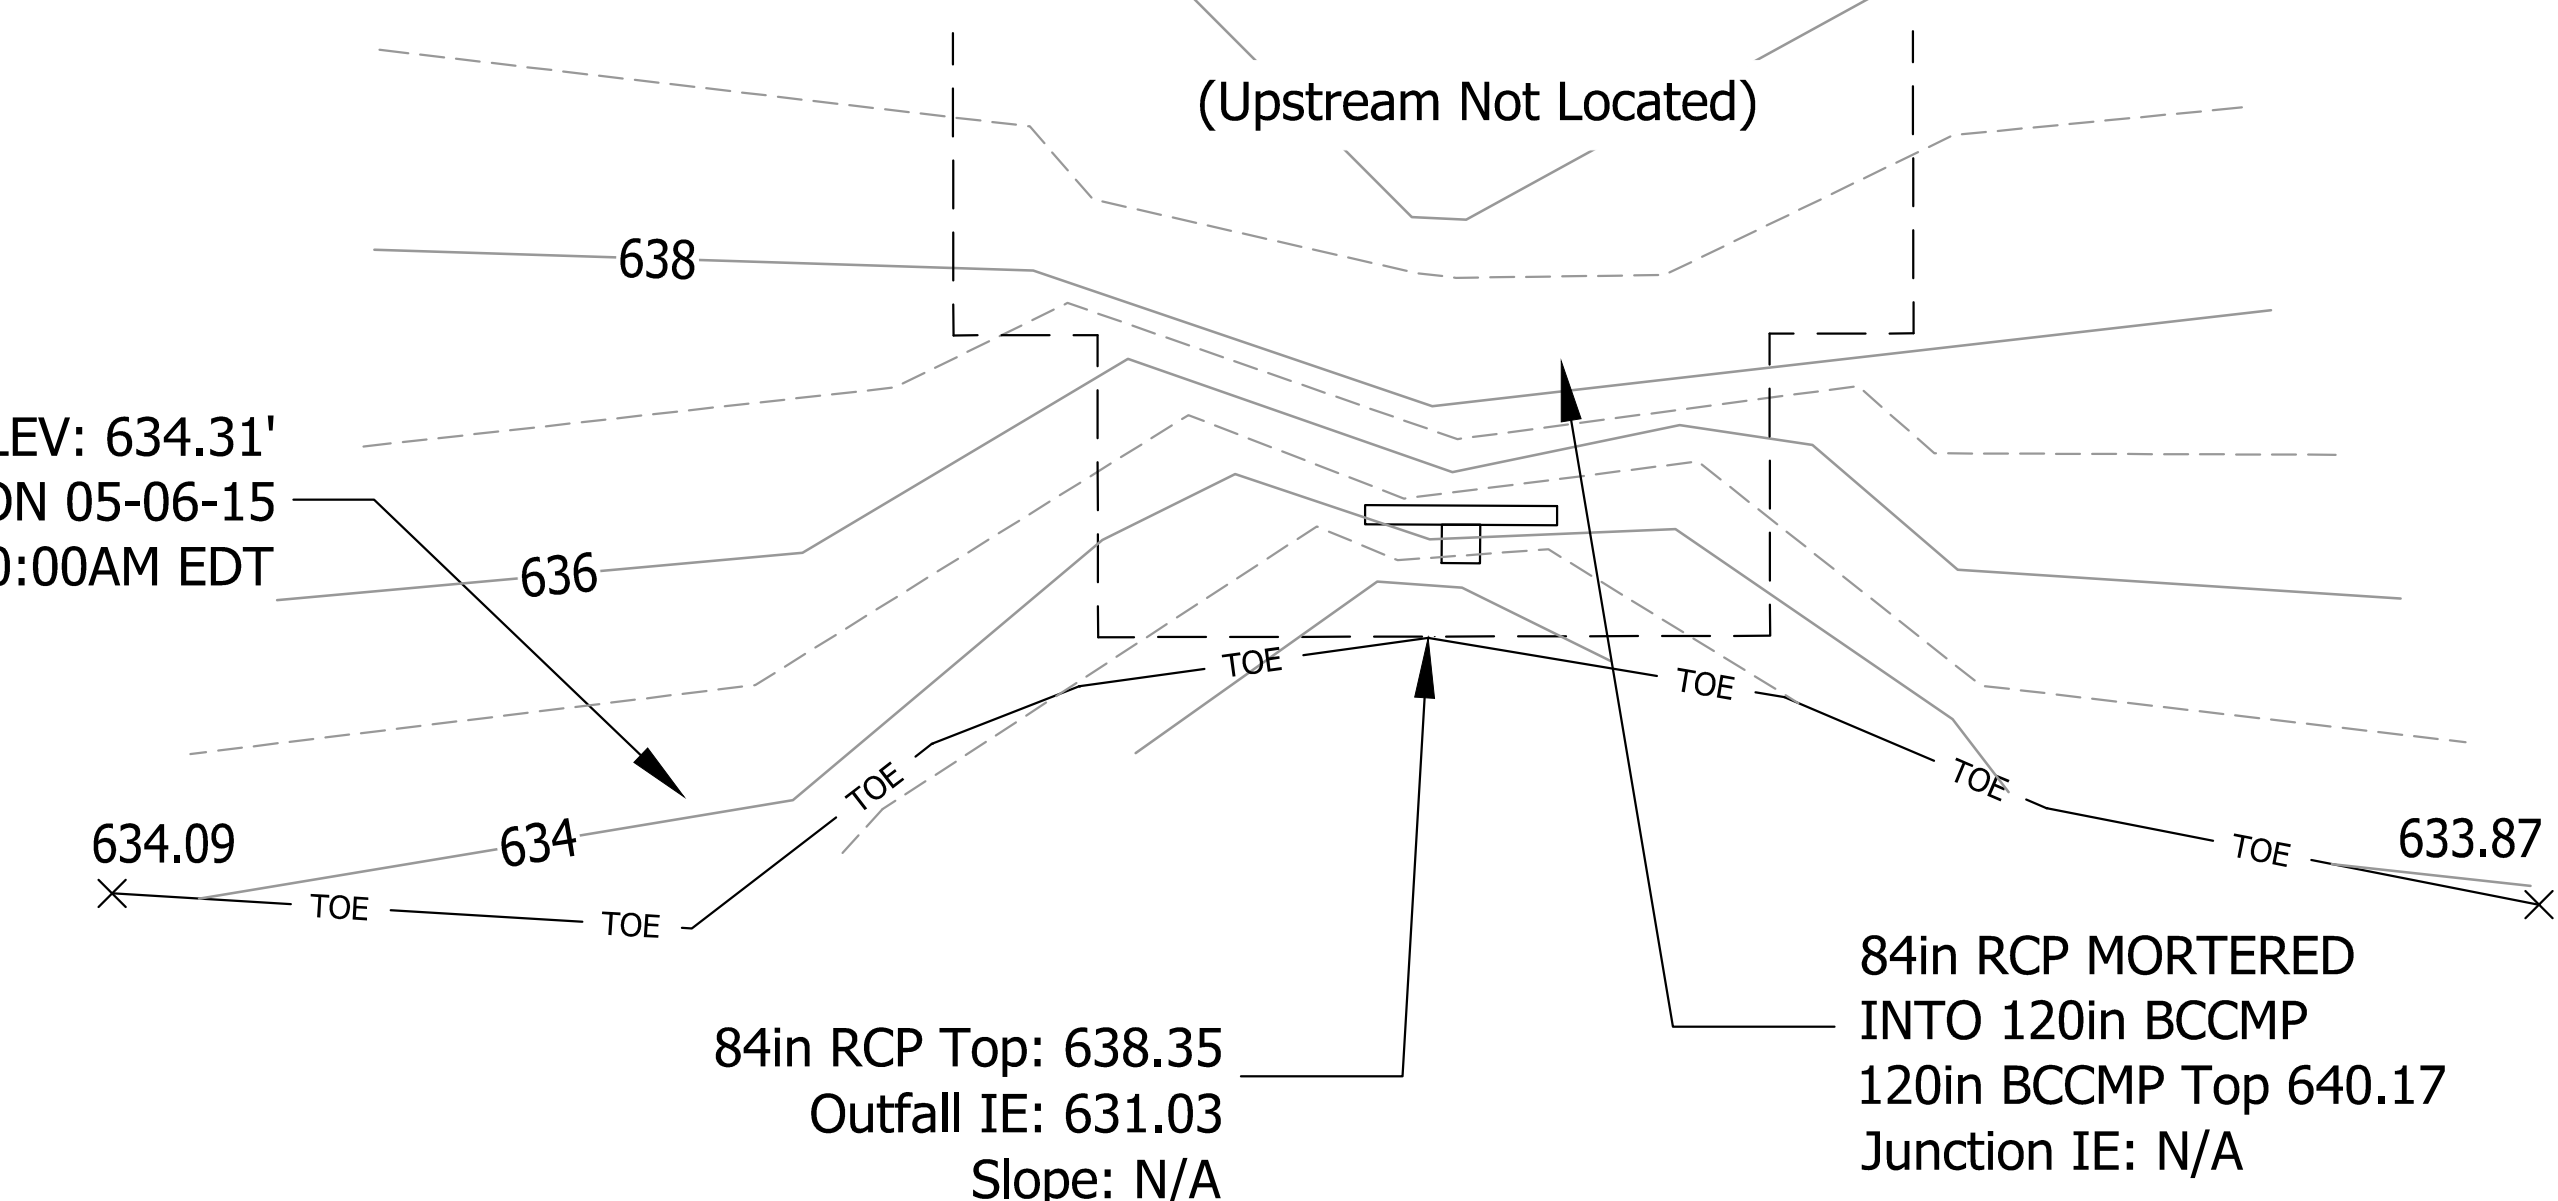 (Upstream Not Located)
638
LEV: 634.31'
ON 05-06-15
0:00AM EDT
636
TOE
TOE
TOE
TOE
634.09
634
633.87
TOE
TOE
TOE
84in RCP MORTERED
INTO 120in BCCMP
120in BCCMP Top 640.17
Junction IE: N/A
84in RCP Top: 638.35
Outfall IE: 631.03
Slope: N/A